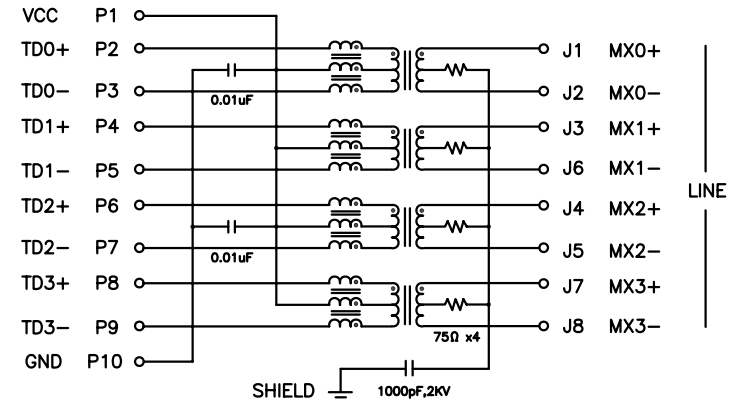 VCC P1
TD0+ P2 J1 MX0+
TD0- P3 J2 MX0-
0.01uF
TD1+ P4 J3 MX1+
TD1- P5 J6 MX1-
LINE
TD2+ P6 J4 MX2+
TD2- P7 J5 MX2-
0.01uF
TD3+ P8 J7 MX3+
TD3- P9 J8 MX3-
75Ω x4
GND P10
SHIELD 1000pF,2KV